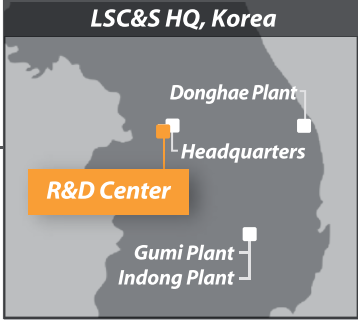 LSC&S HQ, Korea
Donghae Plant
Headquarters
R&D Center
Gumi Plant
Indong Plant